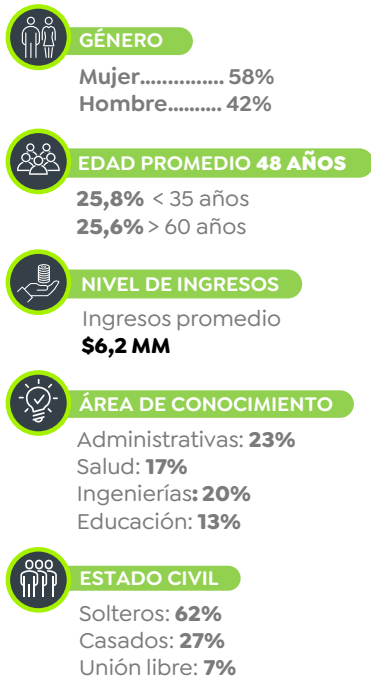 GÉNERO
Mujer............... 58%
Hombre.......... 42%
EDAD PROMEDIO 48 AÑOS
25,8% < 35 años
25,6% > 60 años
NIVEL DE INGRESOS
Ingresos promedio
$6,2 MM
ÁREA DE CONOCIMIENTO
Administrativas: 23%
Salud: 17%
Ingenierías: 20%
Educación: 13%
ESTADO CIVIL
Solteros: 62%
Casados: 27%
Unión libre: 7%